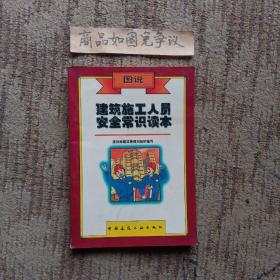 商品如图免争议
图说
建筑施工人员
安全常识读本
中国建筑工业出版社